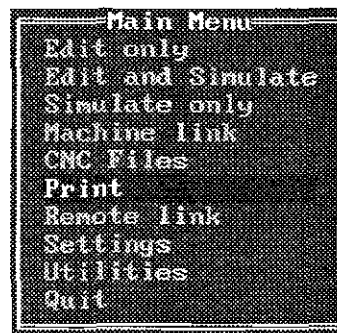 Main Menu
Edit only
Edit and Simulate
Simulate only
Machine link
CNC Files
Print
Remote link
Settings
Utilities
Quit